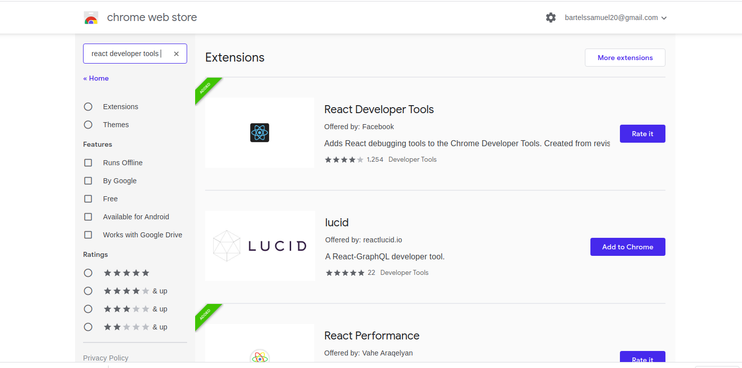 chrome web store
bartelssamuel20@gmail.com
react developer tools
« Home
Extensions
Themes
Features
Runs Offline
By Google
Free
Available for Android
Works with Google Drive
Ratings
& up
& up
& up
Privacy Policy
Extensions
More extensions
ADDED
React Developer Tools
Offered by: Facebook
Adds React debugging tools to the Chrome Developer Tools. Created from revis
1,254 Developer Tools
Rate it
LUCID
lucid
Offered by: reactlucid.io
A React-GraphQL developer tool.
22 Developer Tools
Add to Chrome
ADDED
React Performance
Offered by: Vahe Araqelyan
Rate it